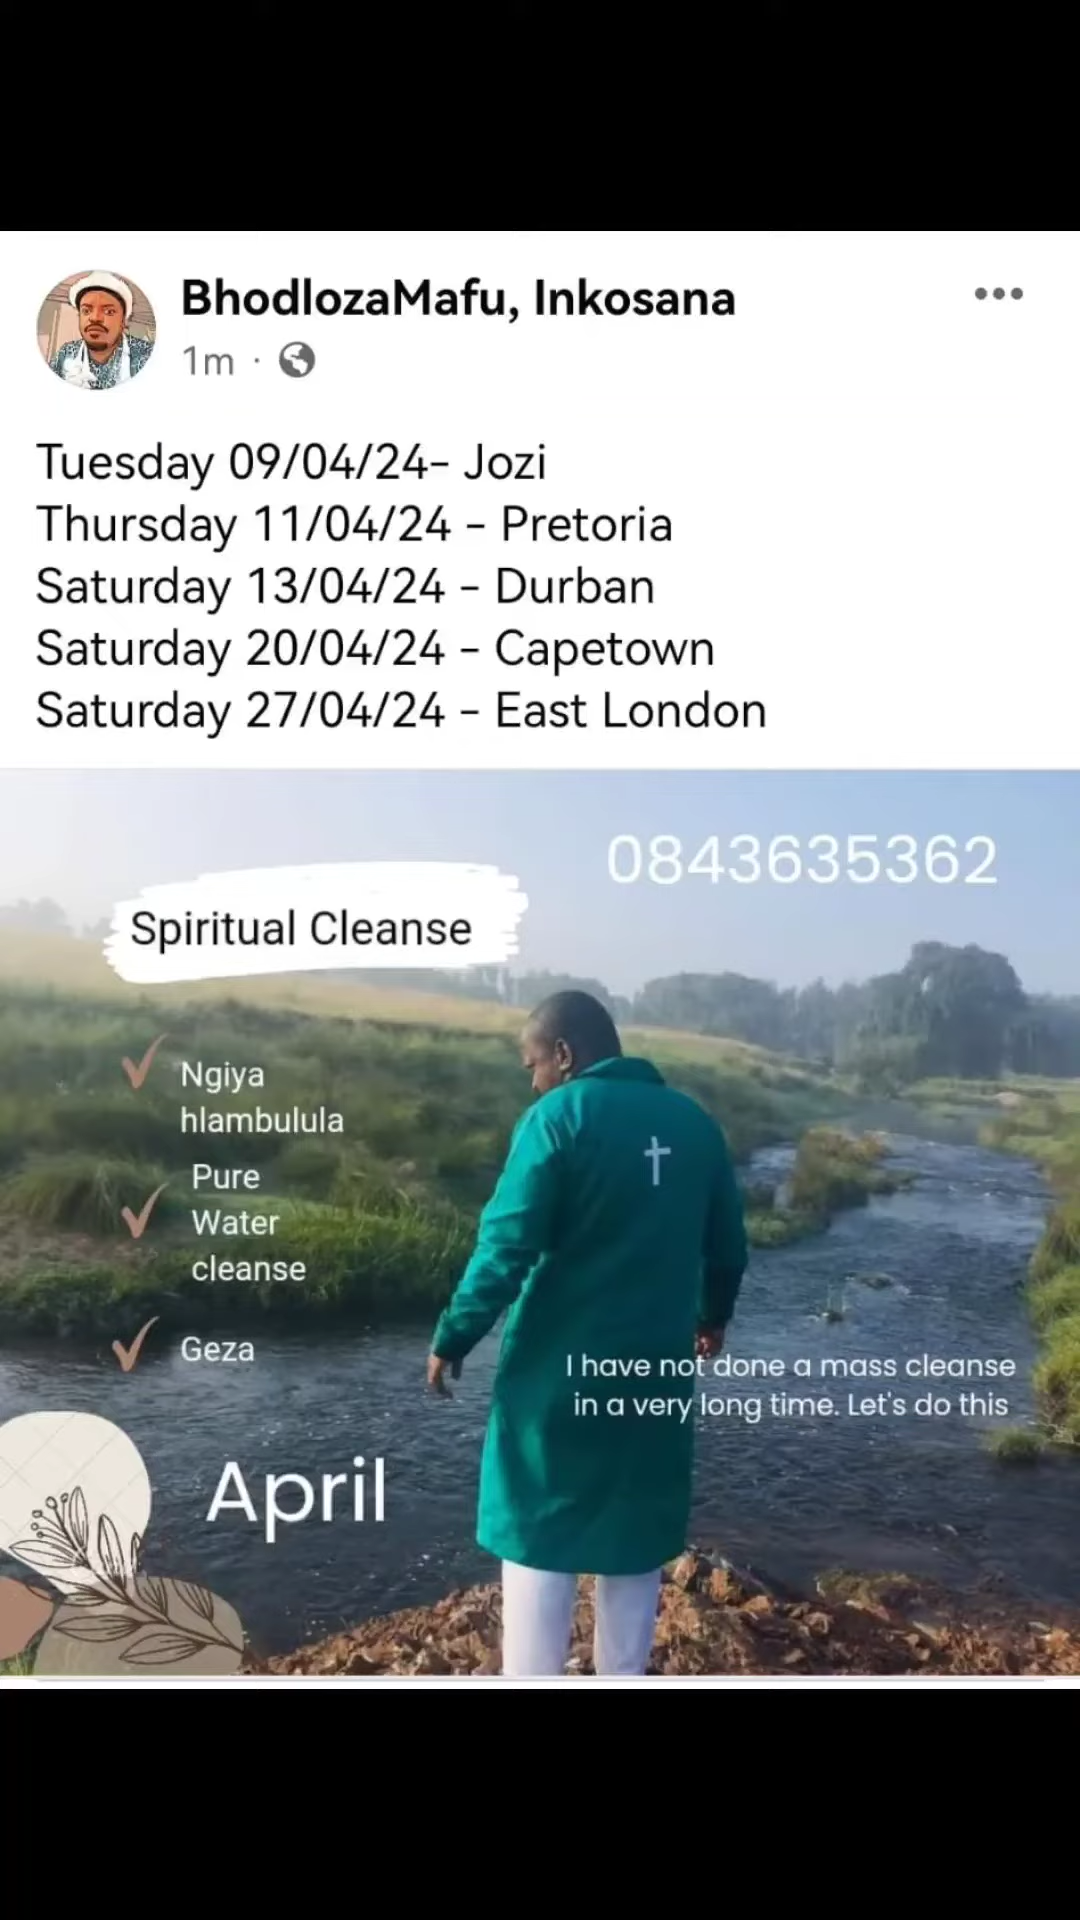 BhodlozaMafu, Inkosana
1m ·
Tuesday 09/04/24– Jozi
Thursday 11/04/24 – Pretoria
Saturday 13/04/24 – Durban
Saturday 20/04/24 – Capetown
Saturday 27/04/24 – East London
0843635362
Spiritual Cleanse
Ngiya
hlambulula
Pure
Water
cleanse
Geza
I have not done a mass cleanse
in a very long time. Let's do this
April